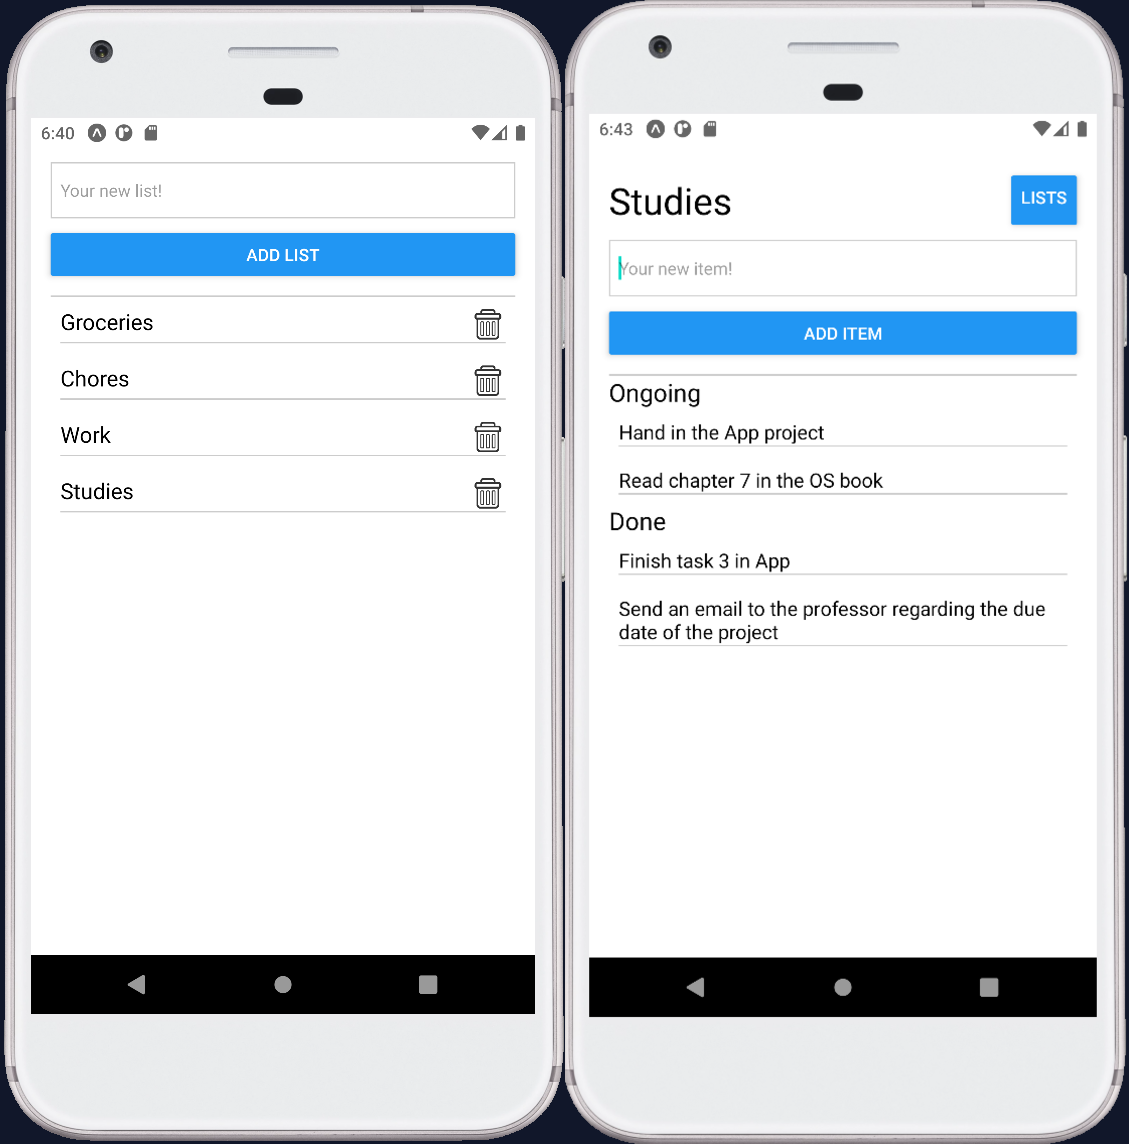 6:40
Your new list!
ADD LIST
Groceries
Chores
Work
Studies
6:43
Studies
LISTS
Your new item!
ADD ITEM
Ongoing
Hand in the App project
Read chapter 7 in the OS book
Done
Finish task 3 in App
Send an email to the professor regarding the due
date of the project